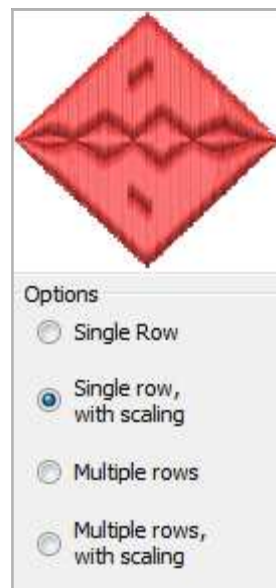 Options
Single Row
Single row,
with scaling
Multiple rows
Multiple rows,
with scaling